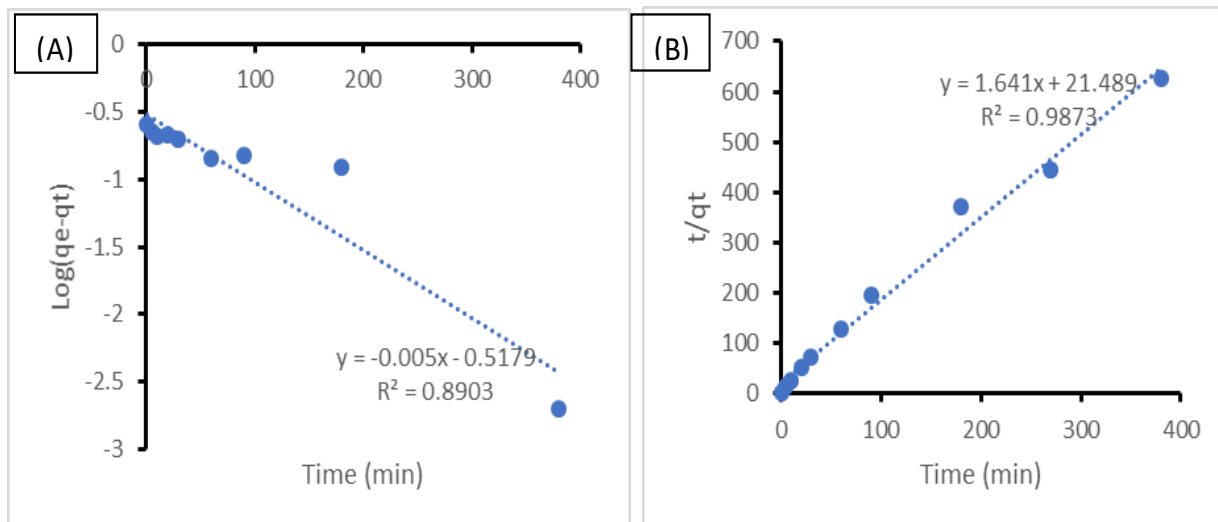 (A)
0
0 100 200 300 400
-0.5
-1
-1.5
-2
-2.5
-3
Log(qe-qt)
y = -0.005x - 0.5179
R² = 0.8903
Time (min)
(B)
700
600
500
400
300
200
100
0
t/qt
y = 1.641x + 21.489
R² = 0.9873
0 100 200 300 400
Time (min)